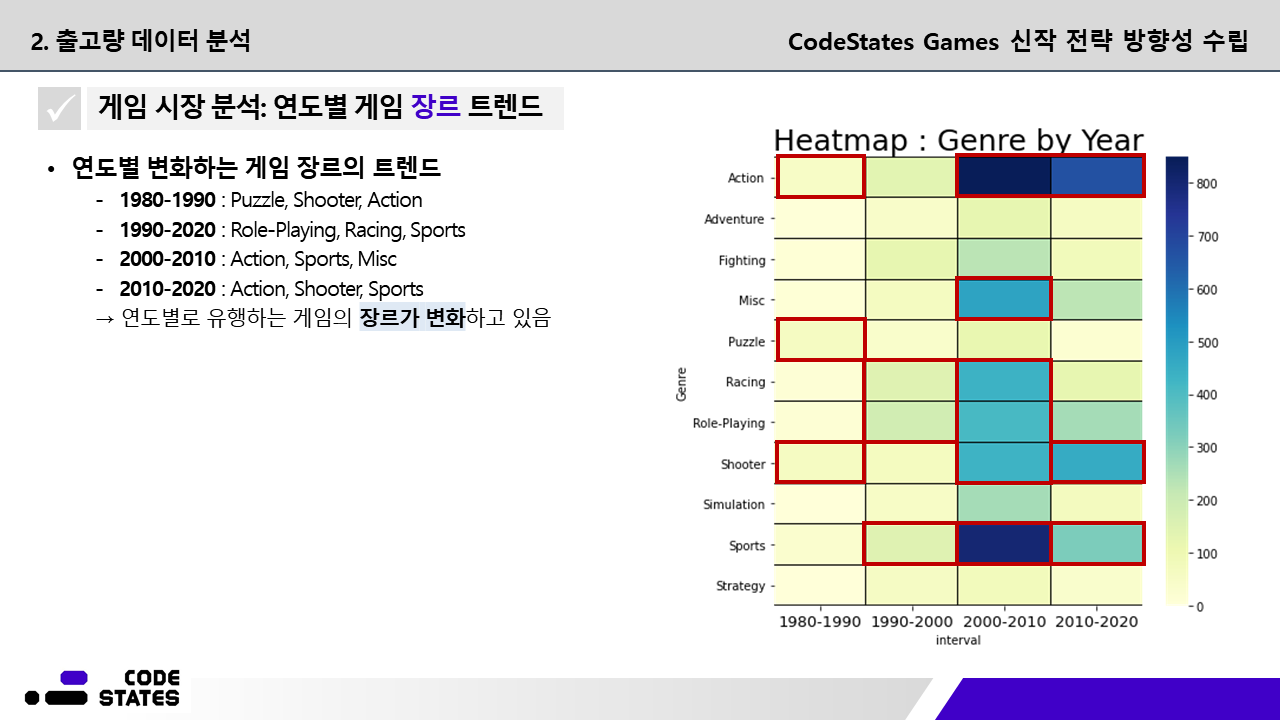 2. 출고량 데이터 분석
CodeStates Games 신작 전략 방향성 수립
게임 시장 분석: 연도별 게임 장르 트렌드
• 연도별 변화하는 게임 장르의 트렌드
- 1980-1990 : Puzzle, Shooter, Action
- 1990-2020 : Role-Playing, Racing, Sports
- 2000-2010 : Action, Sports, Misc
- 2010-2020 : Action, Shooter, Sports
→ 연도별로 유행하는 게임의 장르가 변화하고 있음
Heatmap : Genre by Year
Genre
Action
Adventure
Fighting
Misc
Puzzle
Racing
Role-Playing
Shooter
Simulation
Sports
Strategy
1980-1990 1990-2000 2000-2010 2010-2020
interval
800
700
600
500
400
300
200
100
0
CODE
STATES